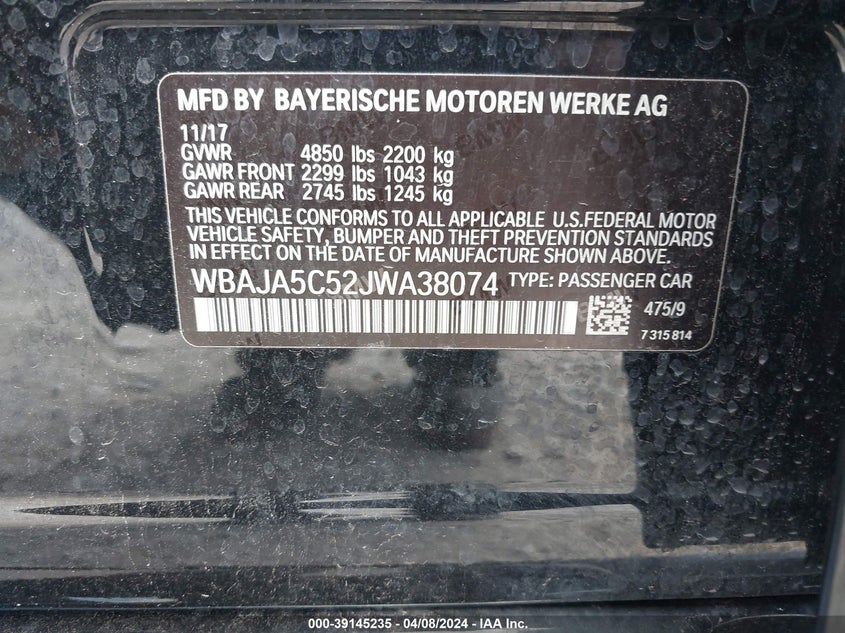 MFD BY BAYERISCHE MOTOREN WERKE AG
11/17
GVWR 4850 lbs 2200 kg
GAWR FRONT 2299 lbs 1043 kg
GAWR REAR 2745 lbs 1245 kg
THIS VEHICLE CONFORMS TO ALL APPLICABLE U.S.FEDERAL MOTOR
VEHICLE SAFETY, BUMPER AND THEFT PREVENTION STANDARDS
IN EFFECT ON THE DATE OF MANUFACTURE SHOWN ABOVE.
WBAJA5C52JWA38074 TYPE: PASSENGER CAR
475/9
7 315 814
000-39145235 - 04/08/2024 - IAA Inc.